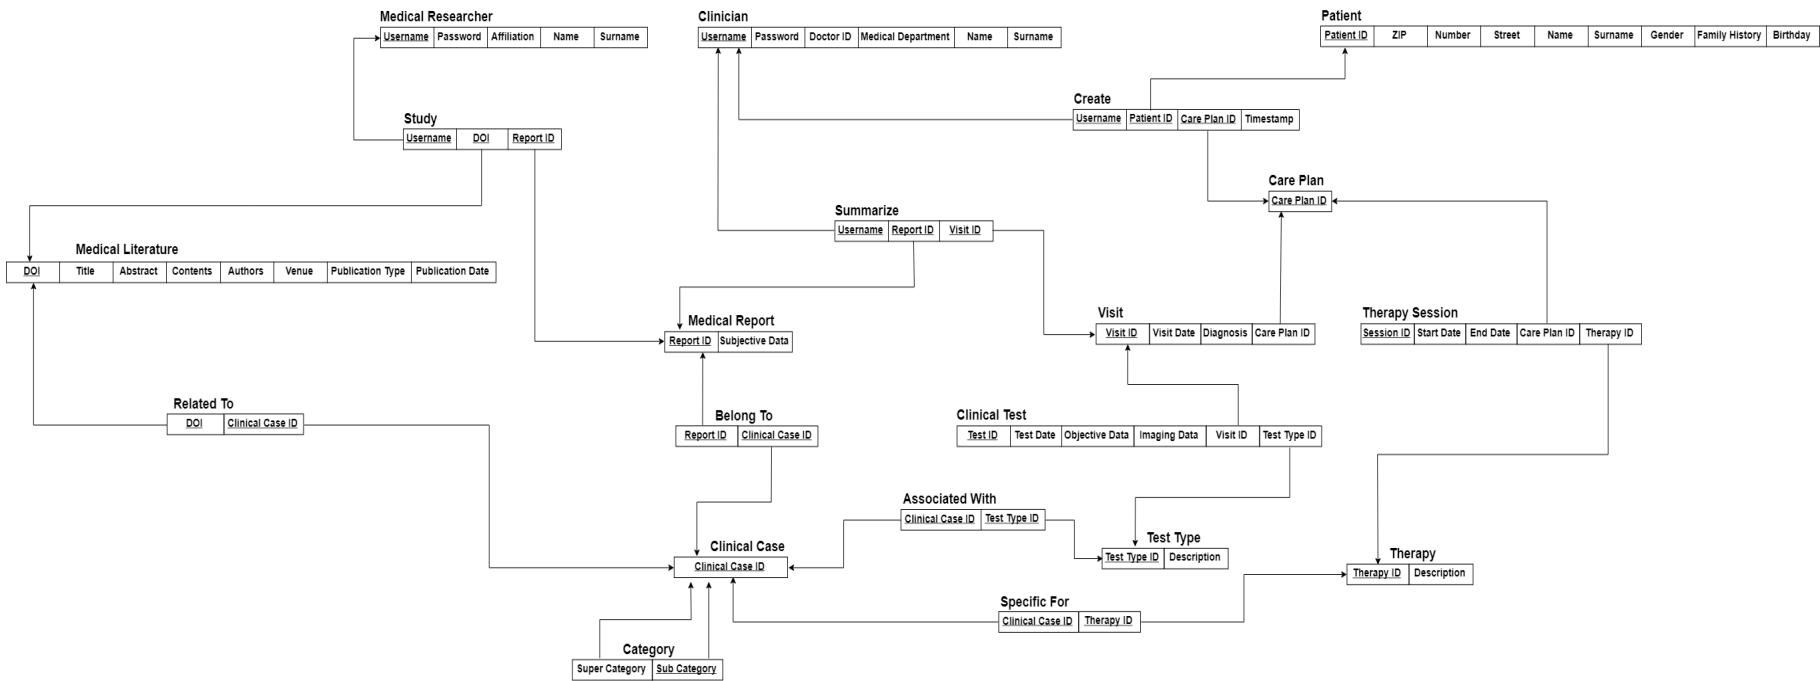 Medical Researcher
Username Password Affiliation Name Surname
Clinician
Username Password Doctor ID Medical Department Name Surname
Patient
Patient ID ZIP Number Street Name Surname Gender Family History Birthday
Create
Username Patient ID Care Plan ID Timestamp
Study
Username DOI Report ID
Care Plan
Care Plan ID
Summarize
Username Report ID Visit ID
Medical Literature
DOI Title Abstract Contents Authors Venue Publication Type Publication Date
Medical Report
Report ID Subjective Data
Visit
Visit ID Visit Date Diagnosis Care Plan ID
Therapy Session
Session ID Start Date End Date Care Plan ID Therapy ID
Related To
DOI Clinical Case ID
Belong To
Report ID Clinical Case ID
Clinical Test
Test ID Test Date Objective Data Imaging Data Visit ID Test Type ID
Associated With
Clinical Case ID Test Type ID
Clinical Case
Clinical Case ID
Test Type
Test Type ID Description
Therapy
Therapy ID Description
Specific For
Clinical Case ID Therapy ID
Category
Super Category Sub Category